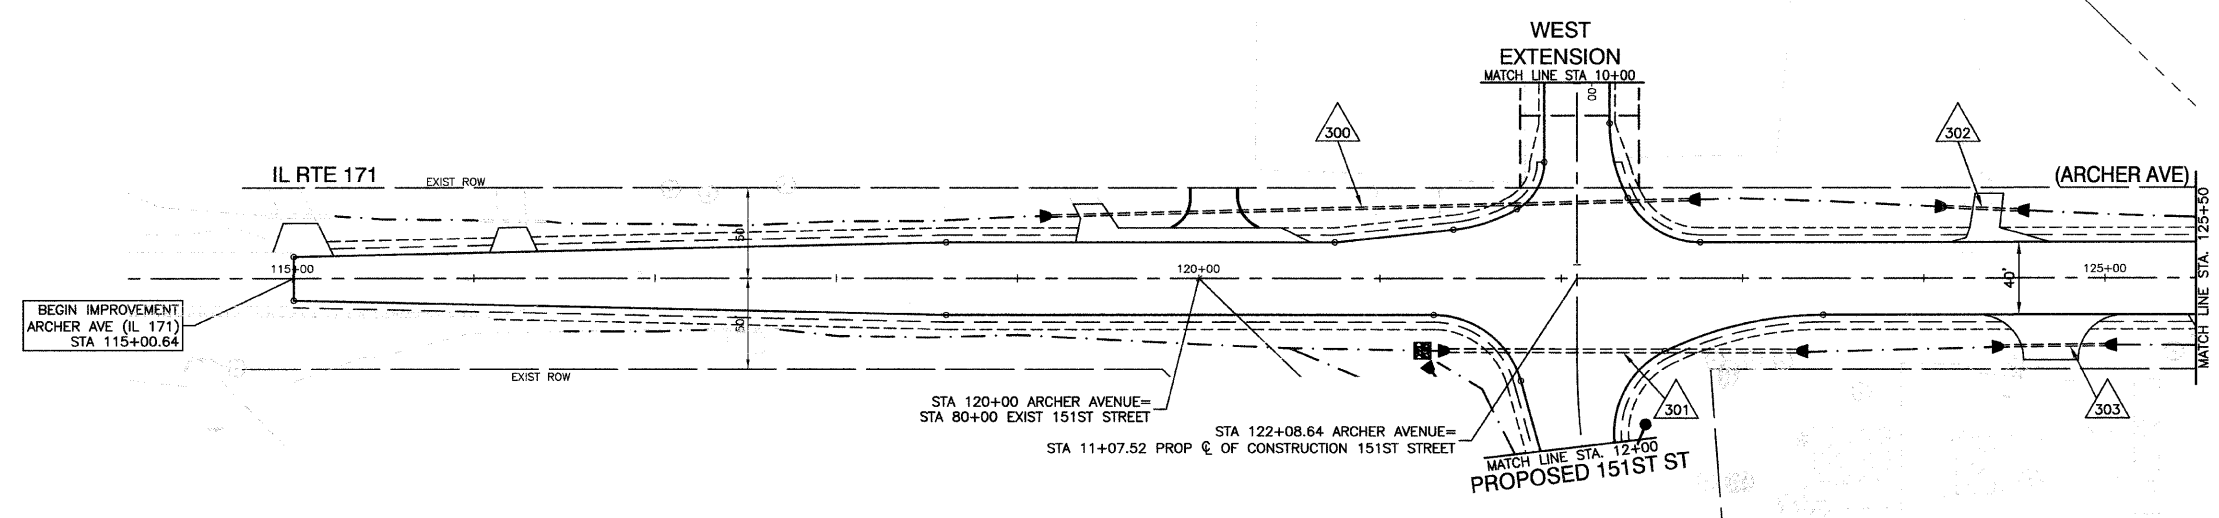 WEST
EXTENSION
MATCH LINE STA 10+00
00
300
302
IL RTE 171
EXIST ROW
(ARCHER AVE)
50
115+00
120+00
125+00
40'
MATCH LINE STA. 125+50
BEGIN IMPROVEMENT
ARCHER AVE (IL 171)
STA 115+00.64
50
EXIST ROW
STA 120+00 ARCHER AVENUE=
STA 80+00 EXIST 151ST STREET
301
303
STA 122+08.64 ARCHER AVENUE=
STA 11+07.52 PROP ℄ OF CONSTRUCTION 151ST STREET
MATCH LINE STA. 12+00
PROPOSED 151ST ST